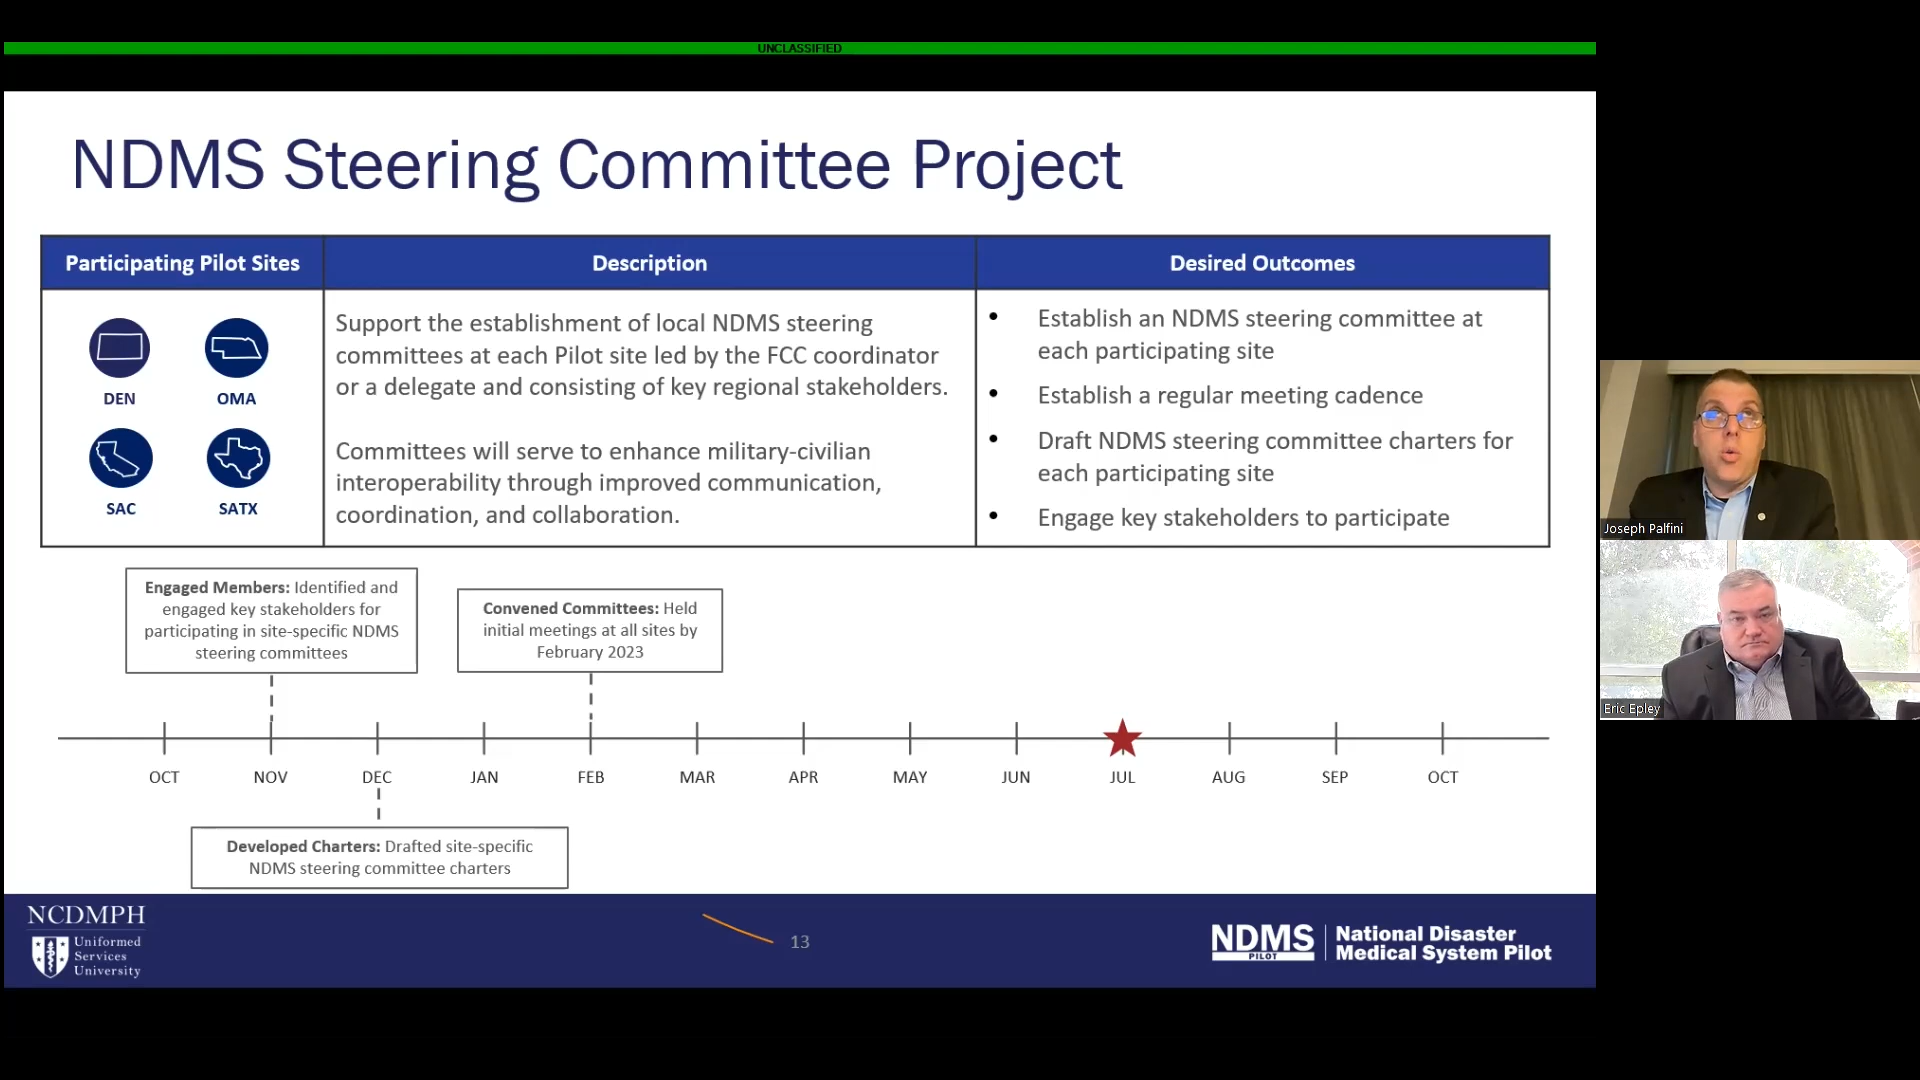 UNCLASSIFIED
NDMS Steering Committee Project
Participating Pilot Sites
Description
Desired Outcomes
DEN
OMA
SAC
SATX
Support the establishment of local NDMS steering
committees at each Pilot site led by the FCC coordinator
or a delegate and consisting of key regional stakeholders.
Committees will serve to enhance military-civilian
interoperability through improved communication,
coordination, and collaboration.
• Establish an NDMS steering committee at
each participating site
• Establish a regular meeting cadence
• Draft NDMS steering committee charters for
each participating site
• Engage key stakeholders to participate
Engaged Members: Identified and
engaged key stakeholders for
participating in site-specific NDMS
steering committees
Convened Committees: Held
initial meetings at all sites by
February 2023
OCT
NOV
DEC
JAN
FEB
MAR
APR
MAY
JUN
JUL
AUG
SEP
OCT
Developed Charters: Drafted site-specific
NDMS steering committee charters
NCDMPH
Uniformed
Services
University
13
NDMS
PILOT
National Disaster
Medical System Pilot
Joseph Palfini
Eric Epley